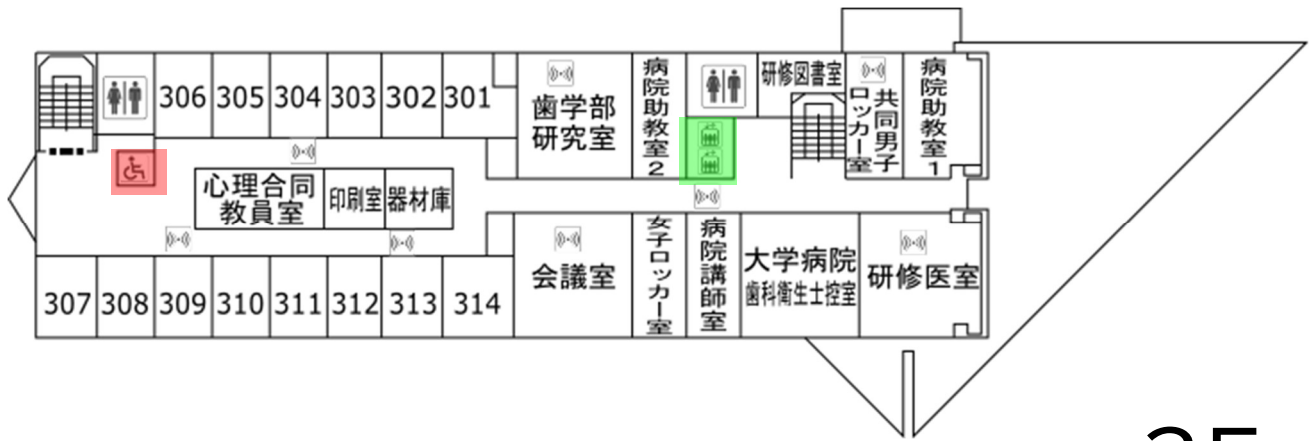 306
305
304
303
302
301
歯学部
研究室
病院助教室2
研修図書室
共同男子
ロッカー室
病院助教室1
心理合同
教員室
印刷室
器材庫
307
308
309
310
311
312
313
314
会議室
女子ロッカー室
病院講師室
大学病院
歯科衛生士控室
研修医室